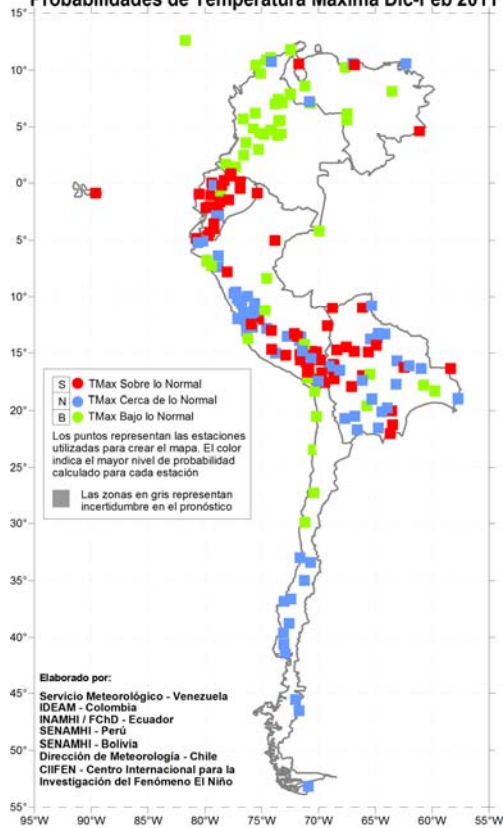 Probabilidades de Temperatura Máxima Dic-Feb 2011
15°
10°
5°
0°
5°
10°
15°
20°
25°
30°
35°
40°
45°
50°
55°
95°W 90°W 85°W 80°W 75°W 70°W 65°W 60°W 55°W
S TMax Sobre lo Normal
N TMax Cerca de lo Normal
B TMax Bajo lo Normal
Los puntos representan las estaciones
utilizadas para crear el mapa. El color
indica el mayor nivel de probabilidad
calculado para cada estación
Las zonas en gris representan
incertidumbre en el pronóstico
Elaborado por:
Servicio Meteorológico - Venezuela
IDEAM - Colombia
INAMHI / FChD - Ecuador
SENAMHI - Perú
SENAMHI - Bolivia
Dirección de Meteorología - Chile
CIIFEN - Centro Internacional para la
Investigación del Fenómeno El Niño